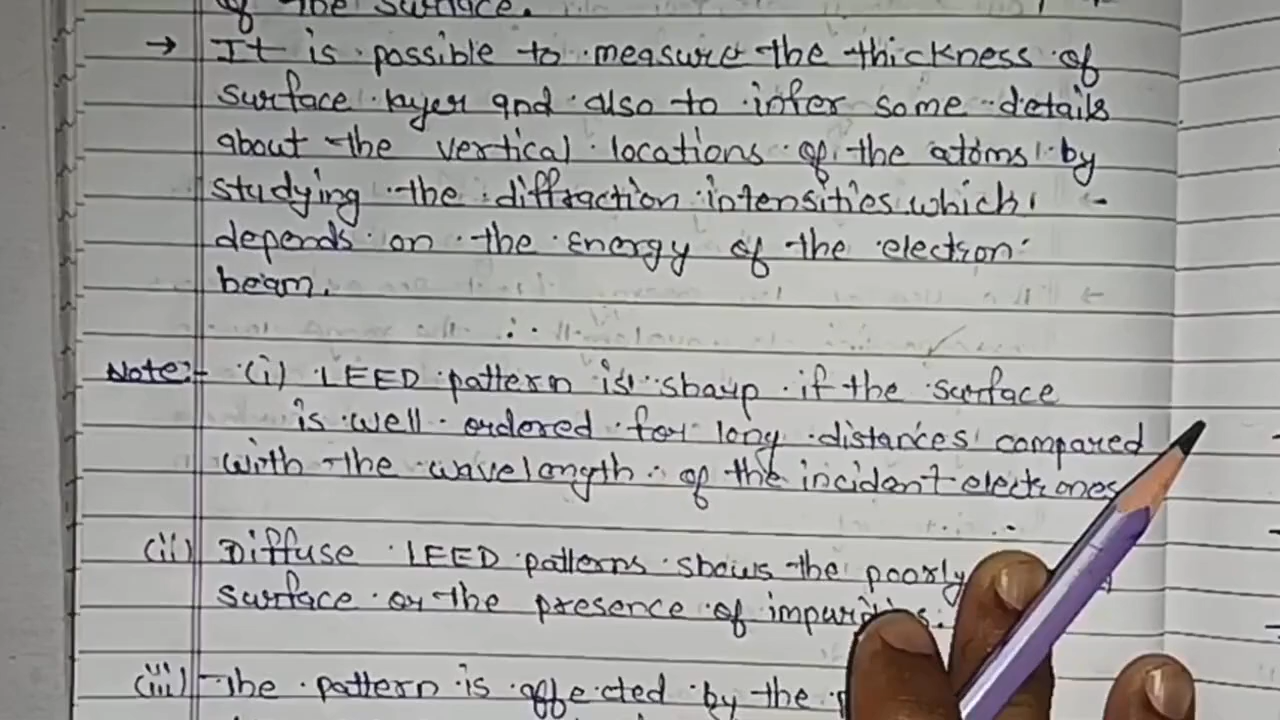 of the surface.
→ It is possible to measure the thickness of
surface layer and also to infer some details
about the vertical locations of the atoms by
studying the diffraction intensities which
depends on the energy of the electron
beam.
Note:- (i) LEED pattern is sharp if the surface
is well ordered for long distances compared
with the wavelength of the incident electrones
(ii) Diffuse LEED patterns shows the poorly
surface or the presence of impurities.
(iii) The pattern is affected by the